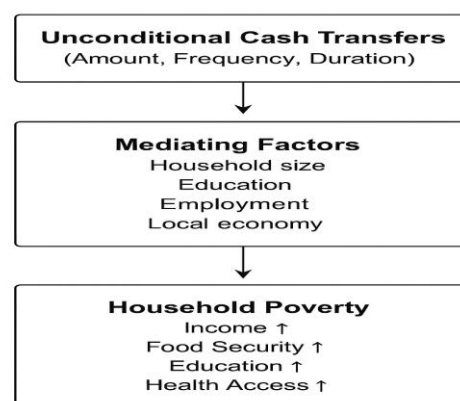 Unconditional Cash Transfers
(Amount, Frequency, Duration)
Mediating Factors
Household size
Education
Employment
Local economy
Household Poverty
Income ↑
Food Security ↑
Education ↑
Health Access ↑